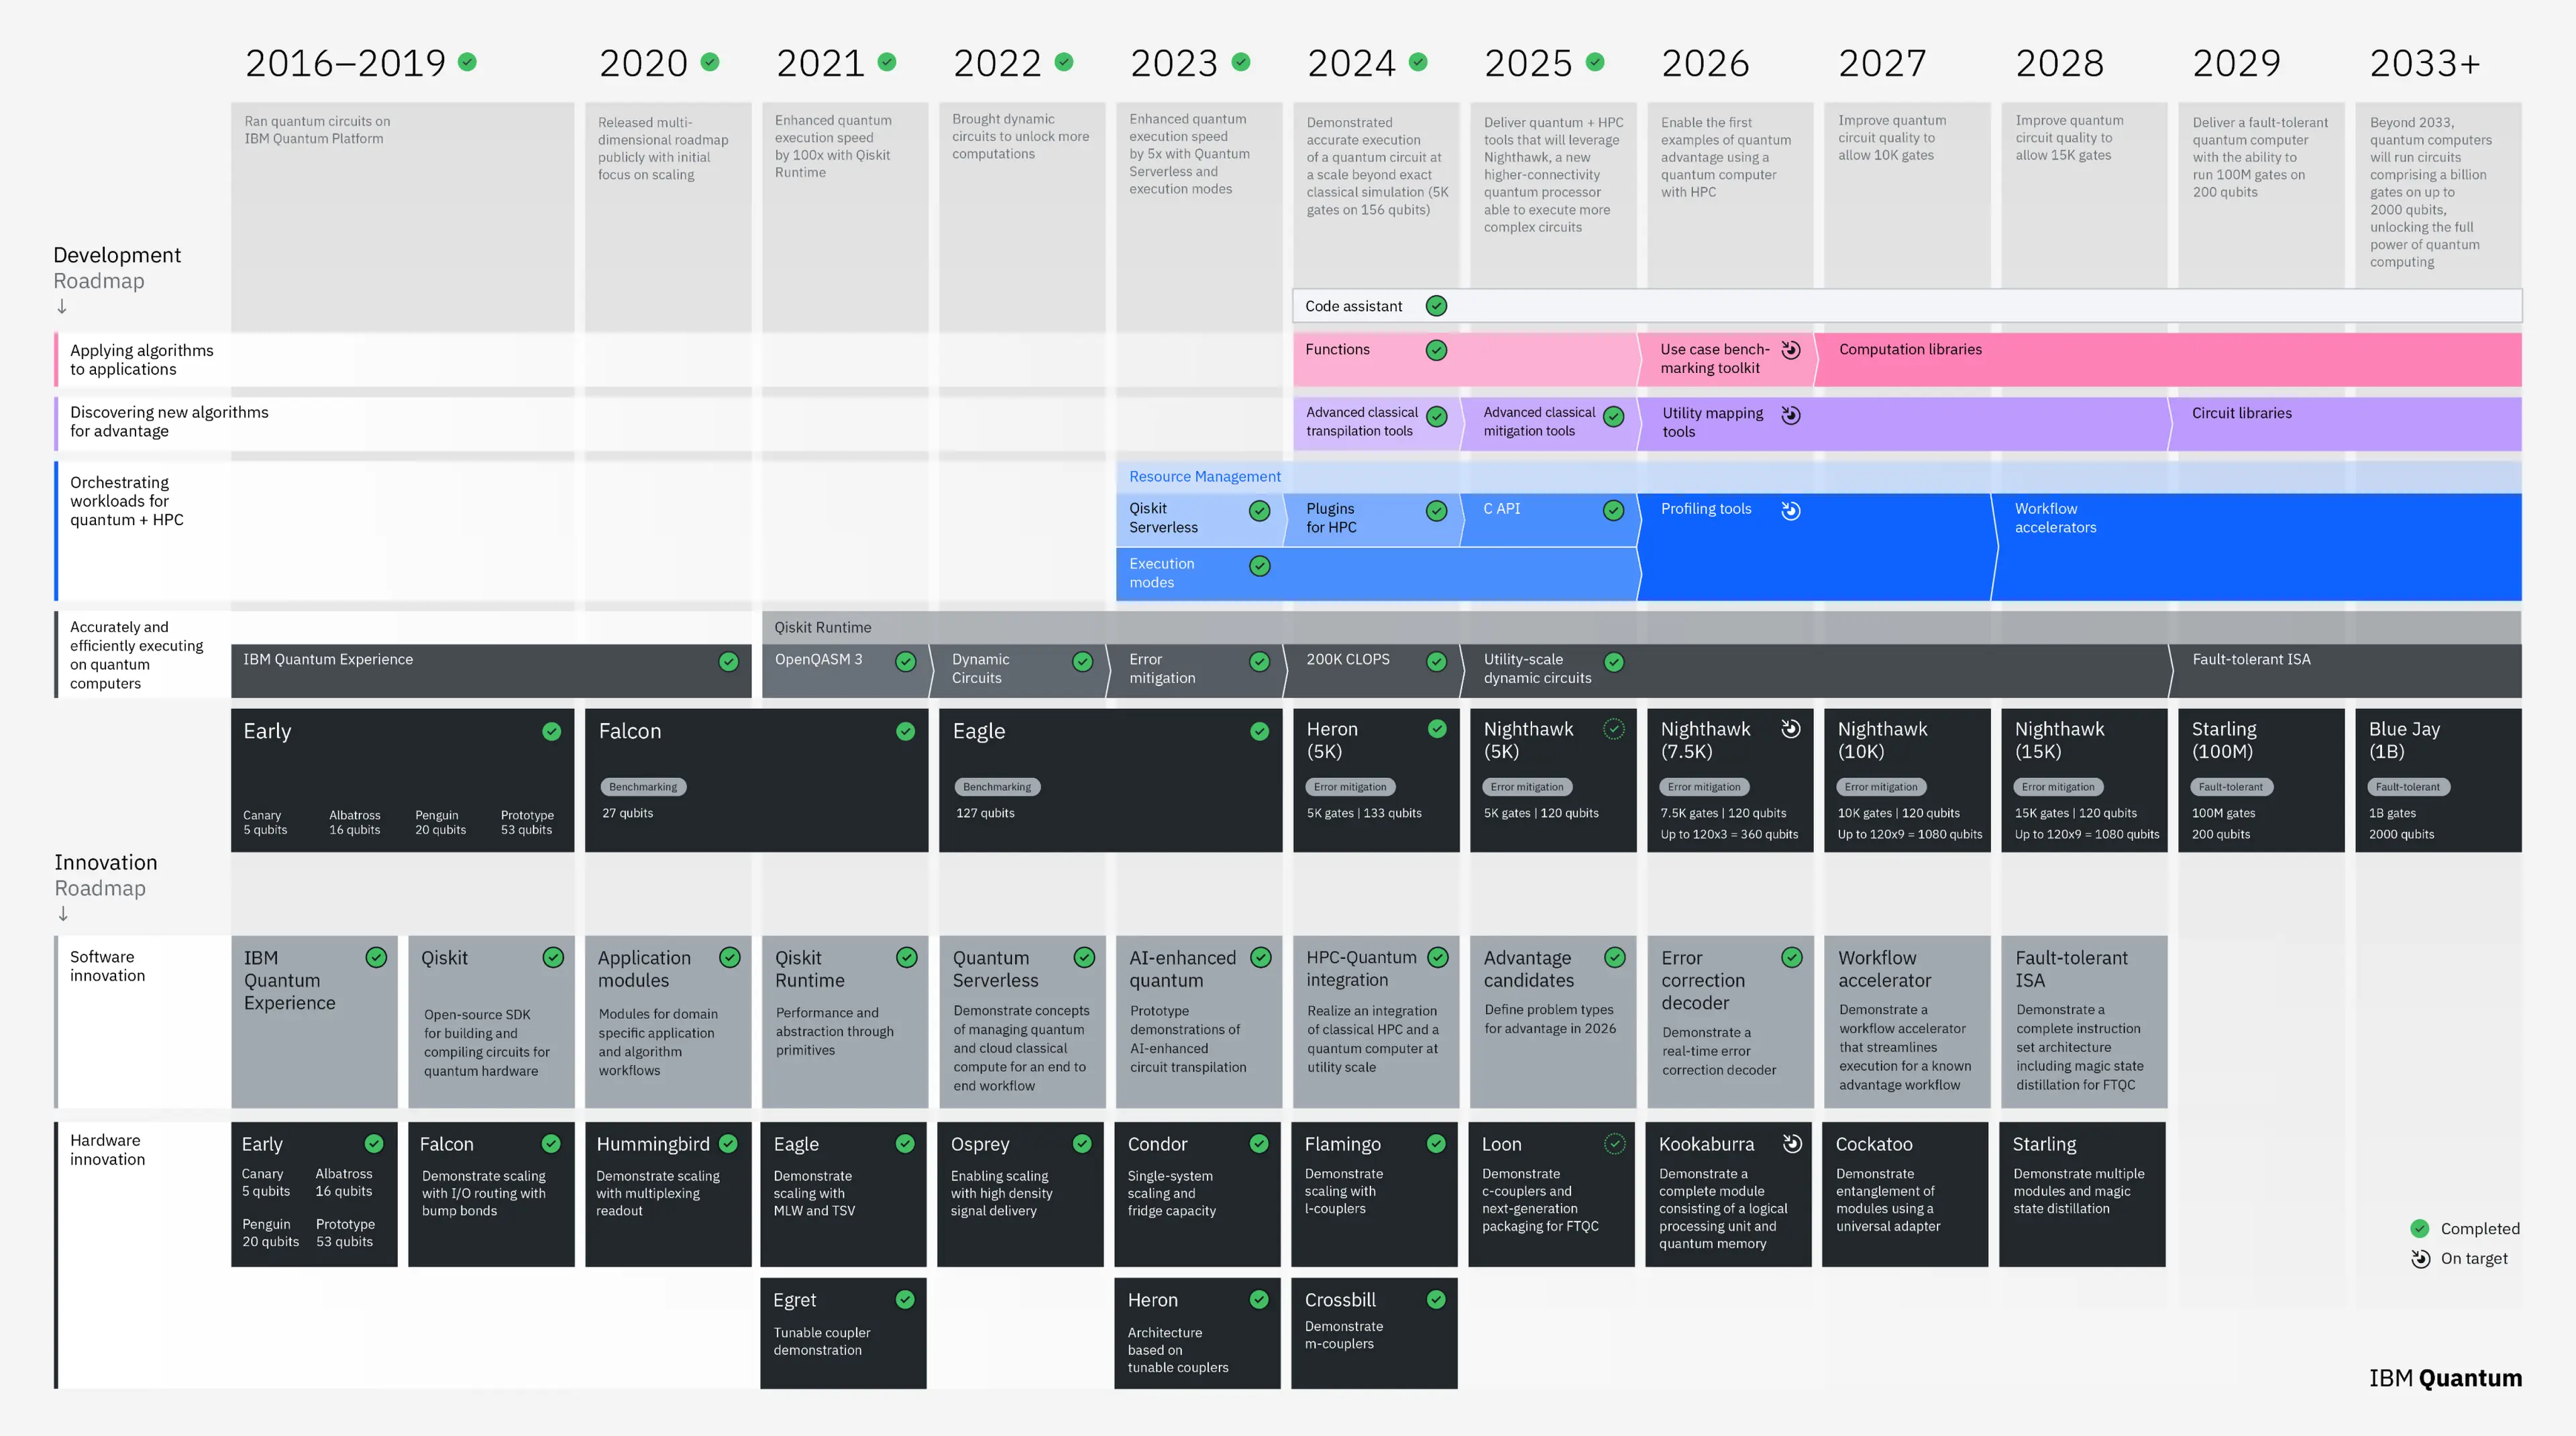 2016–2019
2020
2021
2022
2023
2024
2025
2026
2027
2028
2029
2033+
Ran quantum circuits on
IBM Quantum Platform
Released multi-
dimensional roadmap
publicly with initial
focus on scaling
Enhanced quantum
execution speed
by 100x with Qiskit
Runtime
Brought dynamic
circuits to unlock more
computations
Enhanced quantum
execution speed
by 5x with Quantum
Serverless and
execution modes
Demonstrated
accurate execution
of a quantum circuit at
a scale beyond exact
classical simulation (5K
gates on 156 qubits)
Deliver quantum + HPC
tools that will leverage
Nighthawk, a new
higher-connectivity
quantum processor
able to execute more
complex circuits
Enable the first
examples of quantum
advantage using a
quantum computer
with HPC
Improve quantum
circuit quality to
allow 10K gates
Improve quantum
circuit quality to
allow 15K gates
Deliver a fault-tolerant
quantum computer
with the ability to
run 100M gates on
200 qubits
Beyond 2033,
quantum computers
will run circuits
comprising a billion
gates on up to
2000 qubits,
unlocking the full
power of quantum
computing
Development
Roadmap
↓
Code assistant
Applying algorithms
to applications
Functions
Use case bench-
marking toolkit
Computation libraries
Discovering new algorithms
for advantage
Advanced classical
transpilation tools
Advanced classical
mitigation tools
Utility mapping
tools
Circuit libraries
Orchestrating
workloads for
quantum + HPC
Resource Management
Qiskit
Serverless
Plugins
for HPC
C API
Profiling tools
Workflow
accelerators
Execution
modes
Accurately and
efficiently executing
on quantum
computers
Qiskit Runtime
IBM Quantum Experience
OpenQASM 3
Dynamic
Circuits
Error
mitigation
200K CLOPS
Utility-scale
dynamic circuits
Fault-tolerant ISA
Early
Canary
5 qubits
Albatross
16 qubits
Penguin
20 qubits
Prototype
53 qubits
Falcon
Benchmarking
27 qubits
Eagle
Benchmarking
127 qubits
Heron
(5K)
Error mitigation
5K gates | 133 qubits
Nighthawk
(5K)
Error mitigation
5K gates | 120 qubits
Nighthawk
(7.5K)
Error mitigation
7.5K gates | 120 qubits
Up to 120x3 = 360 qubits
Nighthawk
(10K)
Error mitigation
10K gates | 120 qubits
Up to 120x9 = 1080 qubits
Nighthawk
(15K)
Error mitigation
15K gates | 120 qubits
Up to 120x9 = 1080 qubits
Starling
(100M)
Fault-tolerant
100M gates
200 qubits
Blue Jay
(1B)
Fault-tolerant
1B gates
2000 qubits
Innovation
Roadmap
↓
Software
innovation
IBM
Quantum
Experience
Qiskit
Open-source SDK
for building and
compiling circuits for
quantum hardware
Application
modules
Modules for domain
specific application
and algorithm
workflows
Qiskit
Runtime
Performance and
abstraction through
primitives
Quantum
Serverless
Demonstrate concepts
of managing quantum
and cloud classical
compute for an end to
end workflow
AI-enhanced
quantum
Prototype
demonstrations of
AI-enhanced
circuit transpilation
HPC-Quantum
integration
Realize an integration
of classical HPC and a
quantum computer at
utility scale
Advantage
candidates
Define problem types
for advantage in 2026
Error
correction
decoder
Demonstrate a
real-time error
correction decoder
Workflow
accelerator
Demonstrate a
workflow accelerator
that streamlines
execution for a known
advantage workflow
Fault-tolerant
ISA
Demonstrate a
complete instruction
set architecture
including magic state
distillation for FTQC
Hardware
innovation
Early
Canary
5 qubits
Albatross
16 qubits
Penguin
20 qubits
Prototype
53 qubits
Falcon
Demonstrate scaling
with I/O routing with
bump bonds
Hummingbird
Demonstrate scaling
with multiplexing
readout
Eagle
Demonstrate
scaling with
MLW and TSV
Osprey
Enabling scaling
with high density
signal delivery
Condor
Single-system
scaling and
fridge capacity
Flamingo
Demonstrate
scaling with
l-couplers
Loon
Demonstrate
c-couplers and
next-generation
packaging for FTQC
Kookaburra
Demonstrate a
complete module
consisting of a logical
processing unit and
quantum memory
Cockatoo
Demonstrate
entanglement of
modules using a
universal adapter
Starling
Demonstrate multiple
modules and magic
state distillation
Egret
Tunable coupler
demonstration
Heron
Architecture
based on
tunable couplers
Crossbill
Demonstrate
m-couplers
Completed
On target
IBM Quantum